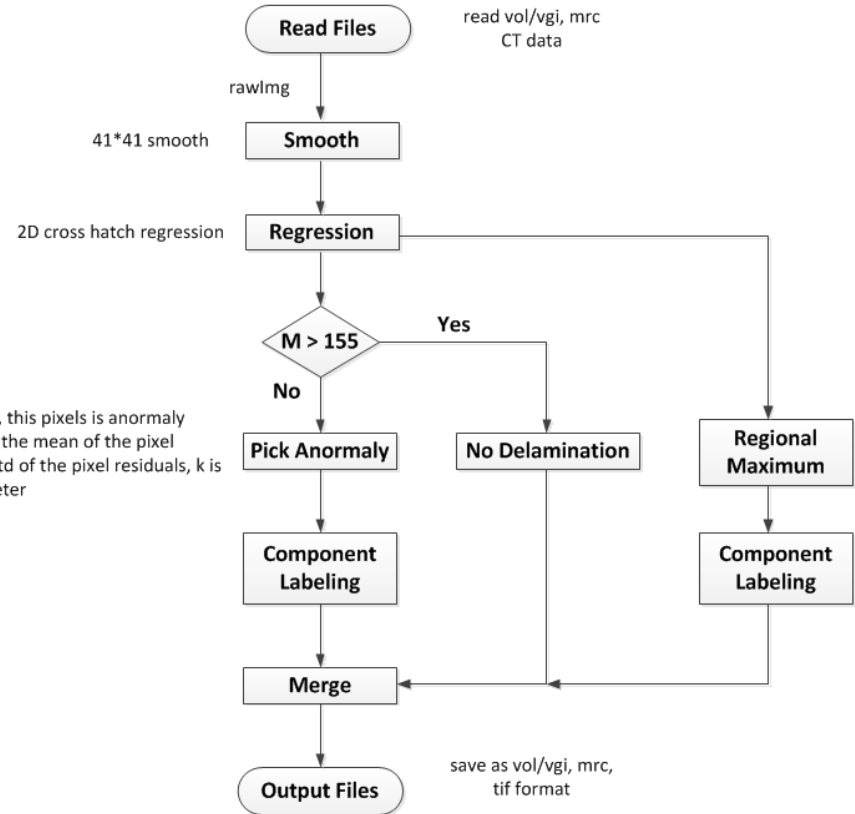 Read Files
read vol/vgi, mrc
CT data
rawImg
41*41 smooth
Smooth
2D cross hatch regression
Regression
M > 155
Yes
No
, this pixels is anormaly
the mean of the pixel
td of the pixel residuals, k is
eter
Pick Anormaly
No Delamination
Regional
Maximum
Component
Labeling
Component
Labeling
Merge
Output Files
save as vol/vgi, mrc,
tif format